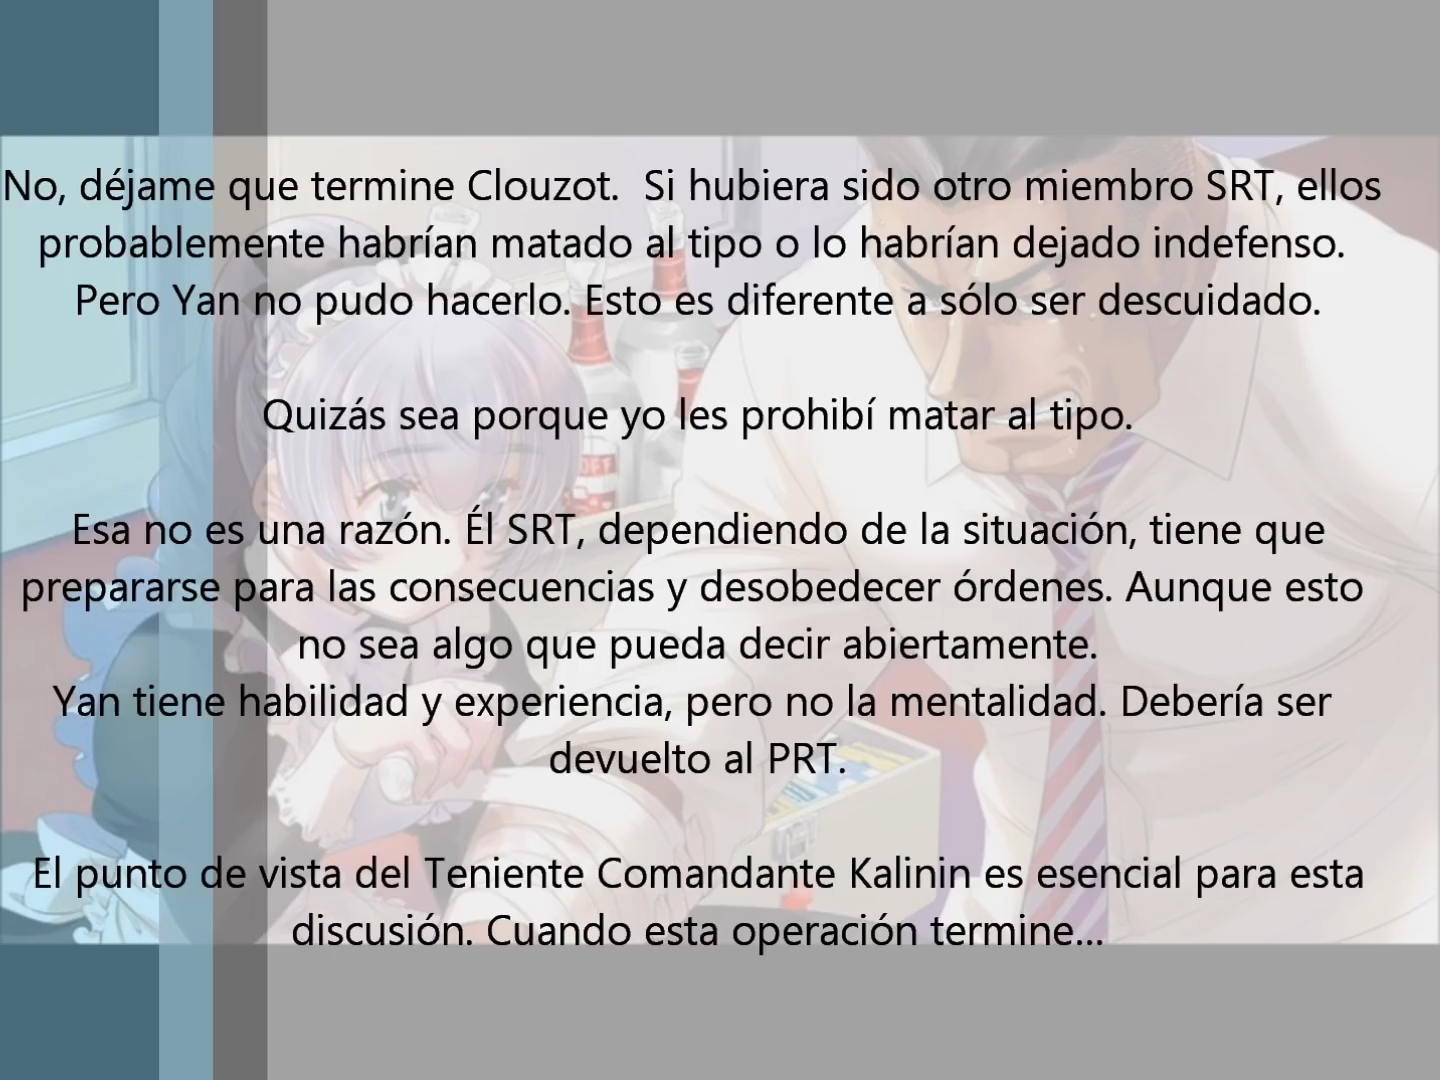 No, déjame que termine Clouzot.  Si hubiera sido otro miembro SRT, ellos
probablemente habrían matado al tipo o lo habrían dejado indefenso.
Pero Yan no pudo hacerlo. Esto es diferente a sólo ser descuidado.
Quizás sea porque yo les prohibí matar al tipo.
Esa no es una razón. Él SRT, dependiendo de la situación, tiene que
prepararse para las consecuencias y desobedecer órdenes. Aunque esto
no sea algo que pueda decir abiertamente.
Yan tiene habilidad y experiencia, pero no la mentalidad. Debería ser
devuelto al PRT.
El punto de vista del Teniente Comandante Kalinin es esencial para esta
discusión. Cuando esta operación termine...